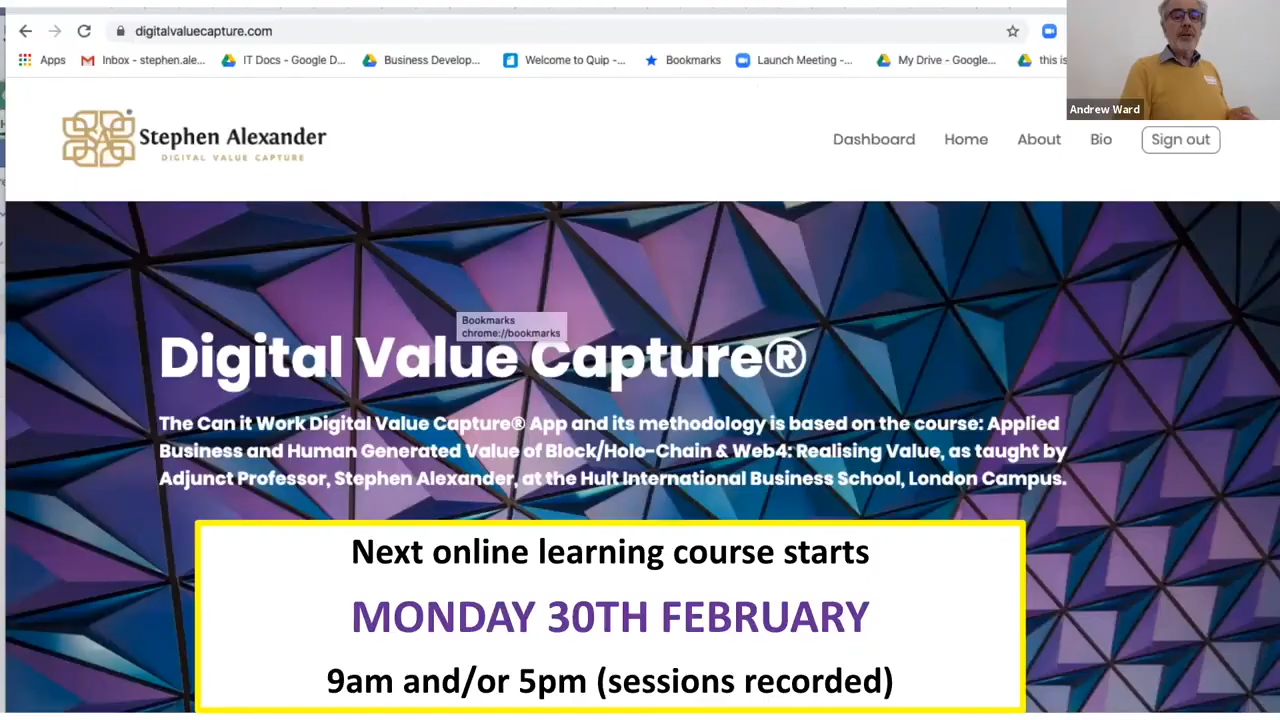 digitalvaluecapture.com
Apps Inbox - stephen.ale... IT Docs - Google D... Business Develop... Welcome to Quip -... Bookmarks Launch Meeting -... My Drive - Google... this is
Andrew Ward
Stephen Alexander
DIGITAL VALUE CAPTURE
Dashboard Home About Bio Sign out
Bookmarks
chrome://bookmarks
Digital Value Capture®
The Can it Work Digital Value Capture® App and its methodology is based on the course: Applied
Business and Human Generated Value of Block/Holo-Chain & Web4: Realising Value, as taught by
Adjunct Professor, Stephen Alexander, at the Hult International Business School, London Campus.
Next online learning course starts
MONDAY 30TH FEBRUARY
9am and/or 5pm (sessions recorded)